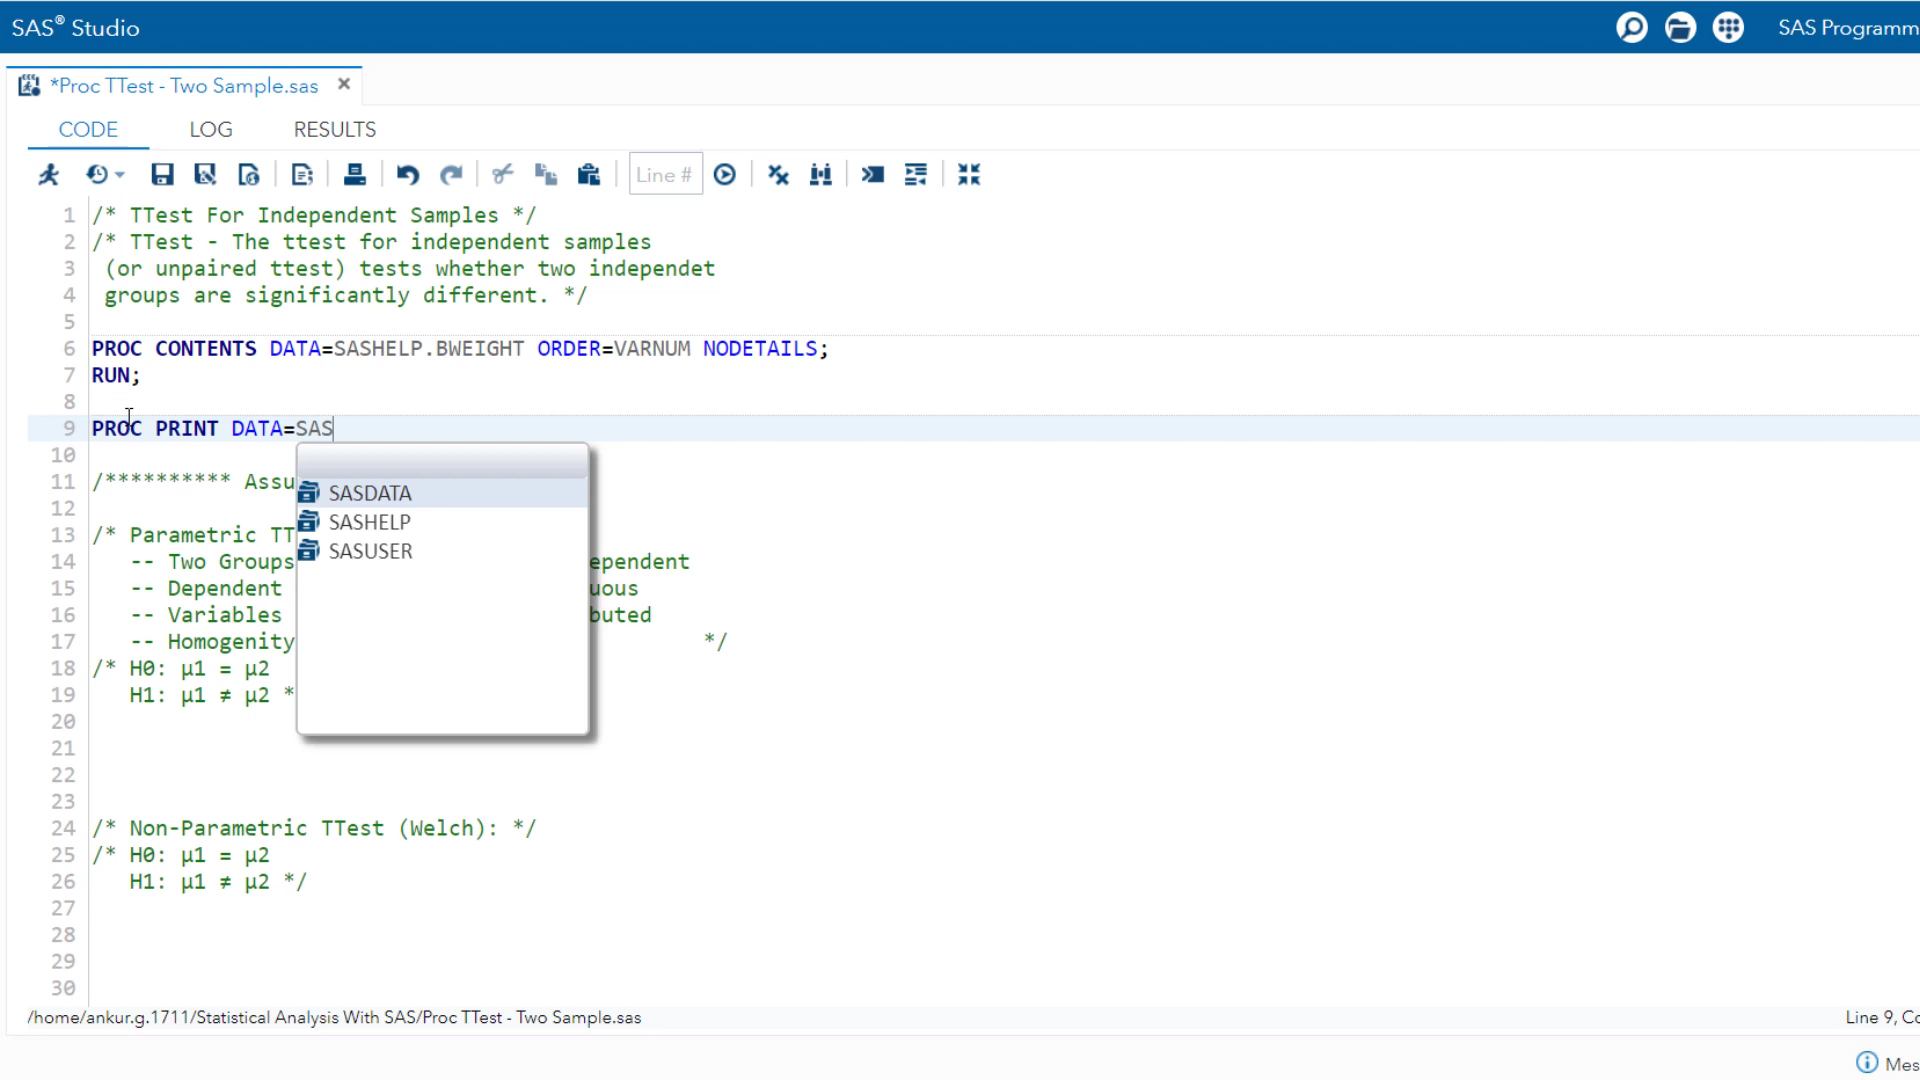 SAS® Studio
SAS Programm
*Proc TTest - Two Sample.sas
CODE LOG RESULTS
Line #
1 /* TTest For Independent Samples */
2 /* TTest - The ttest for independent samples
3 (or unpaired ttest) tests whether two independet
4 groups are significantly different. */
5
6 PROC CONTENTS DATA=SASHELP.BWEIGHT ORDER=VARNUM NODETAILS;
7 RUN;
8
9 PROC PRINT DATA=SAS
10
SASDATA
SASHELP
SASUSER
11 /********** Assu
12
13 /* Parametric TT
14 -- Two Groups ependent
15 -- Dependent uous
16 -- Variables buted
17 -- Homogenity */
18 /* H0: μ1 = μ2
19 H1: μ1 ≠ μ2 *
20
21
22
23
24 /* Non-Parametric TTest (Welch): */
25 /* H0: μ1 = μ2
26 H1: μ1 ≠ μ2 */
27
28
29
30
/home/ankur.g.1711/Statistical Analysis With SAS/Proc TTest - Two Sample.sas
Line 9, Co
Mes